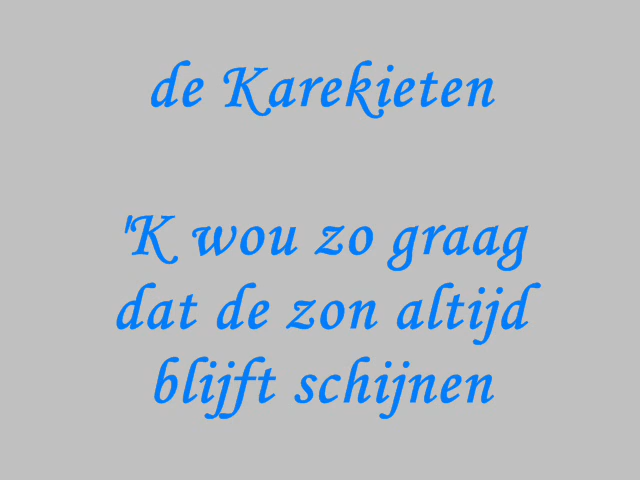 de Karekieten
'K wou zo graag
dat de zon altijd
blijft schijnen